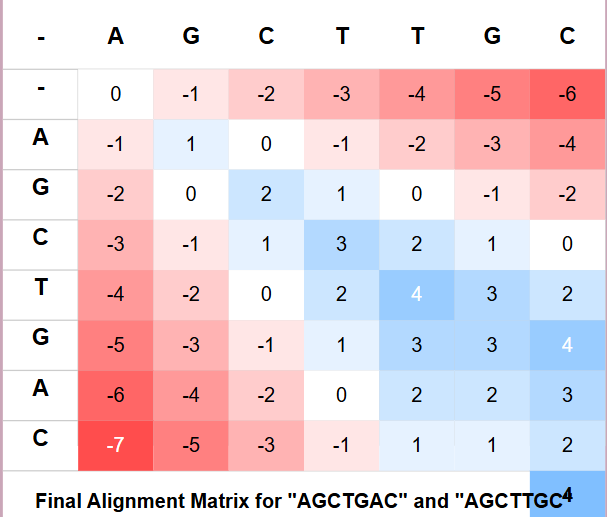 - A G C T T G C
- 0 -1 -2 -3 -4 -5 -6
A -1 1 0 -1 -2 -3 -4
G -2 0 2 1 0 -1 -2
C -3 -1 1 3 2 1 0
T -4 -2 0 2 4 3 2
G -5 -3 -1 1 3 3 4
A -6 -4 -2 0 2 2 3
C -7 -5 -3 -1 1 1 2
4
Final Alignment Matrix for "AGCTGAC" and "AGCTTGC"